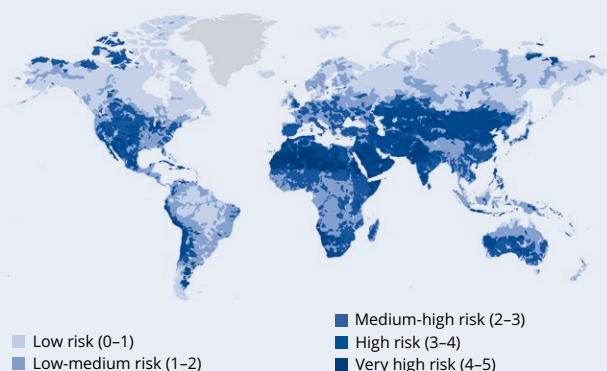 Low risk (0–1)
Low-medium risk (1–2)
Medium-high risk (2–3)
High risk (3–4)
Very high risk (4–5)